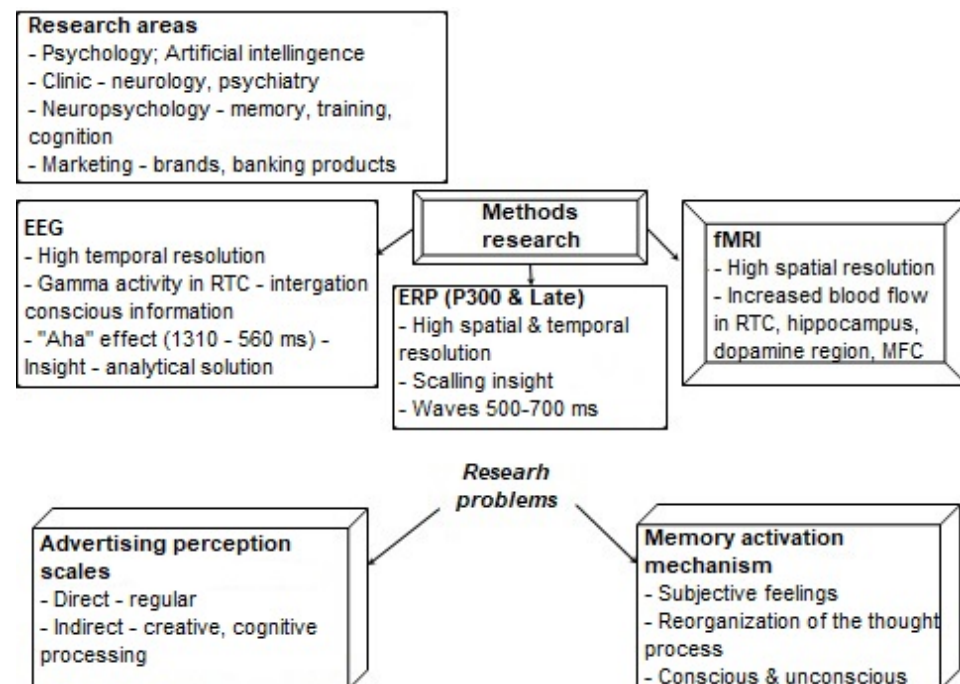 Research areas
- Psychology; Artificial intellingence
- Clinic - neurology, psychiatry
- Neuropsychology - memory, training,
cognition
- Marketing - brands, banking products
Methods
research
EEG
- High temporal resolution
- Gamma activity in RTC - intergation
conscious information
- "Aha" effect (1310 - 560 ms) -
Insight - analytical solution
ERP (P300 & Late)
- High spatial & temporal
resolution
- Scalling insight
- Waves 500-700 ms
fMRI
- High spatial resolution
- Increased blood flow
in RTC, hippocampus,
dopamine region, MFC
Researh
problems
Advertising perception
scales
- Direct - regular
- Indirect - creative, cognitive
processing
Memory activation
mechanism
- Subjective feelings
- Reorganization of the thought
process
- Conscious & unconscious